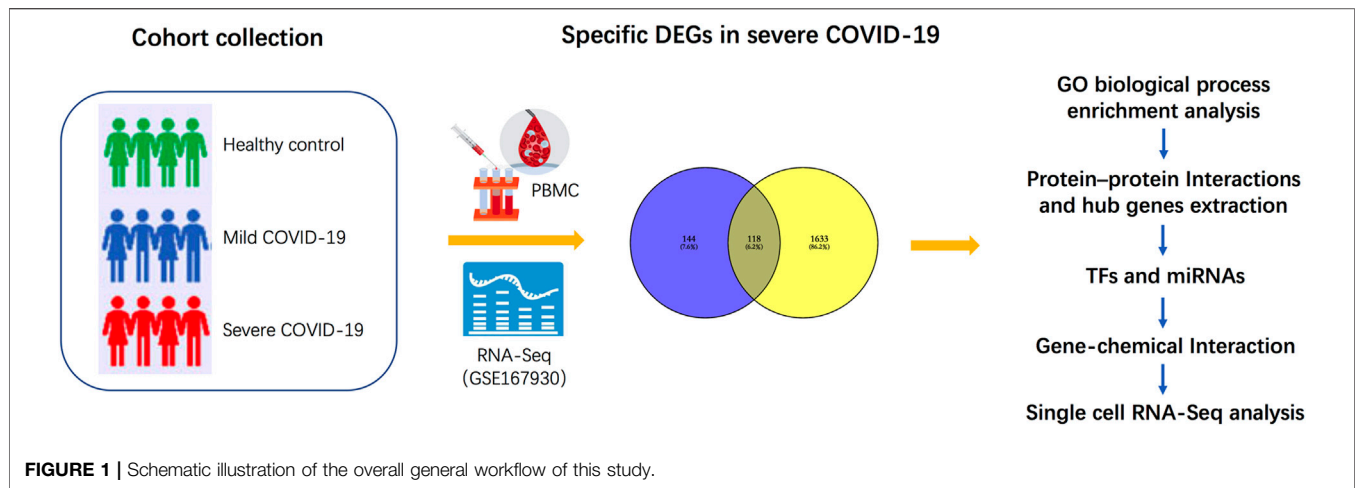 Cohort collection
Healthy control
Mild COVID-19
Severe COVID-19
PBMC
RNA-Seq
(GSE167930)
Specific DEGs in severe COVID-19
144
(7.6%)
118
(6.2%)
1633
(86.2%)
GO biological process
enrichment analysis
Protein–protein Interactions
and hub genes extraction
TFs and miRNAs
Gene-chemical Interaction
Single cell RNA-Seq analysis
FIGURE 1 | Schematic illustration of the overall general workflow of this study.